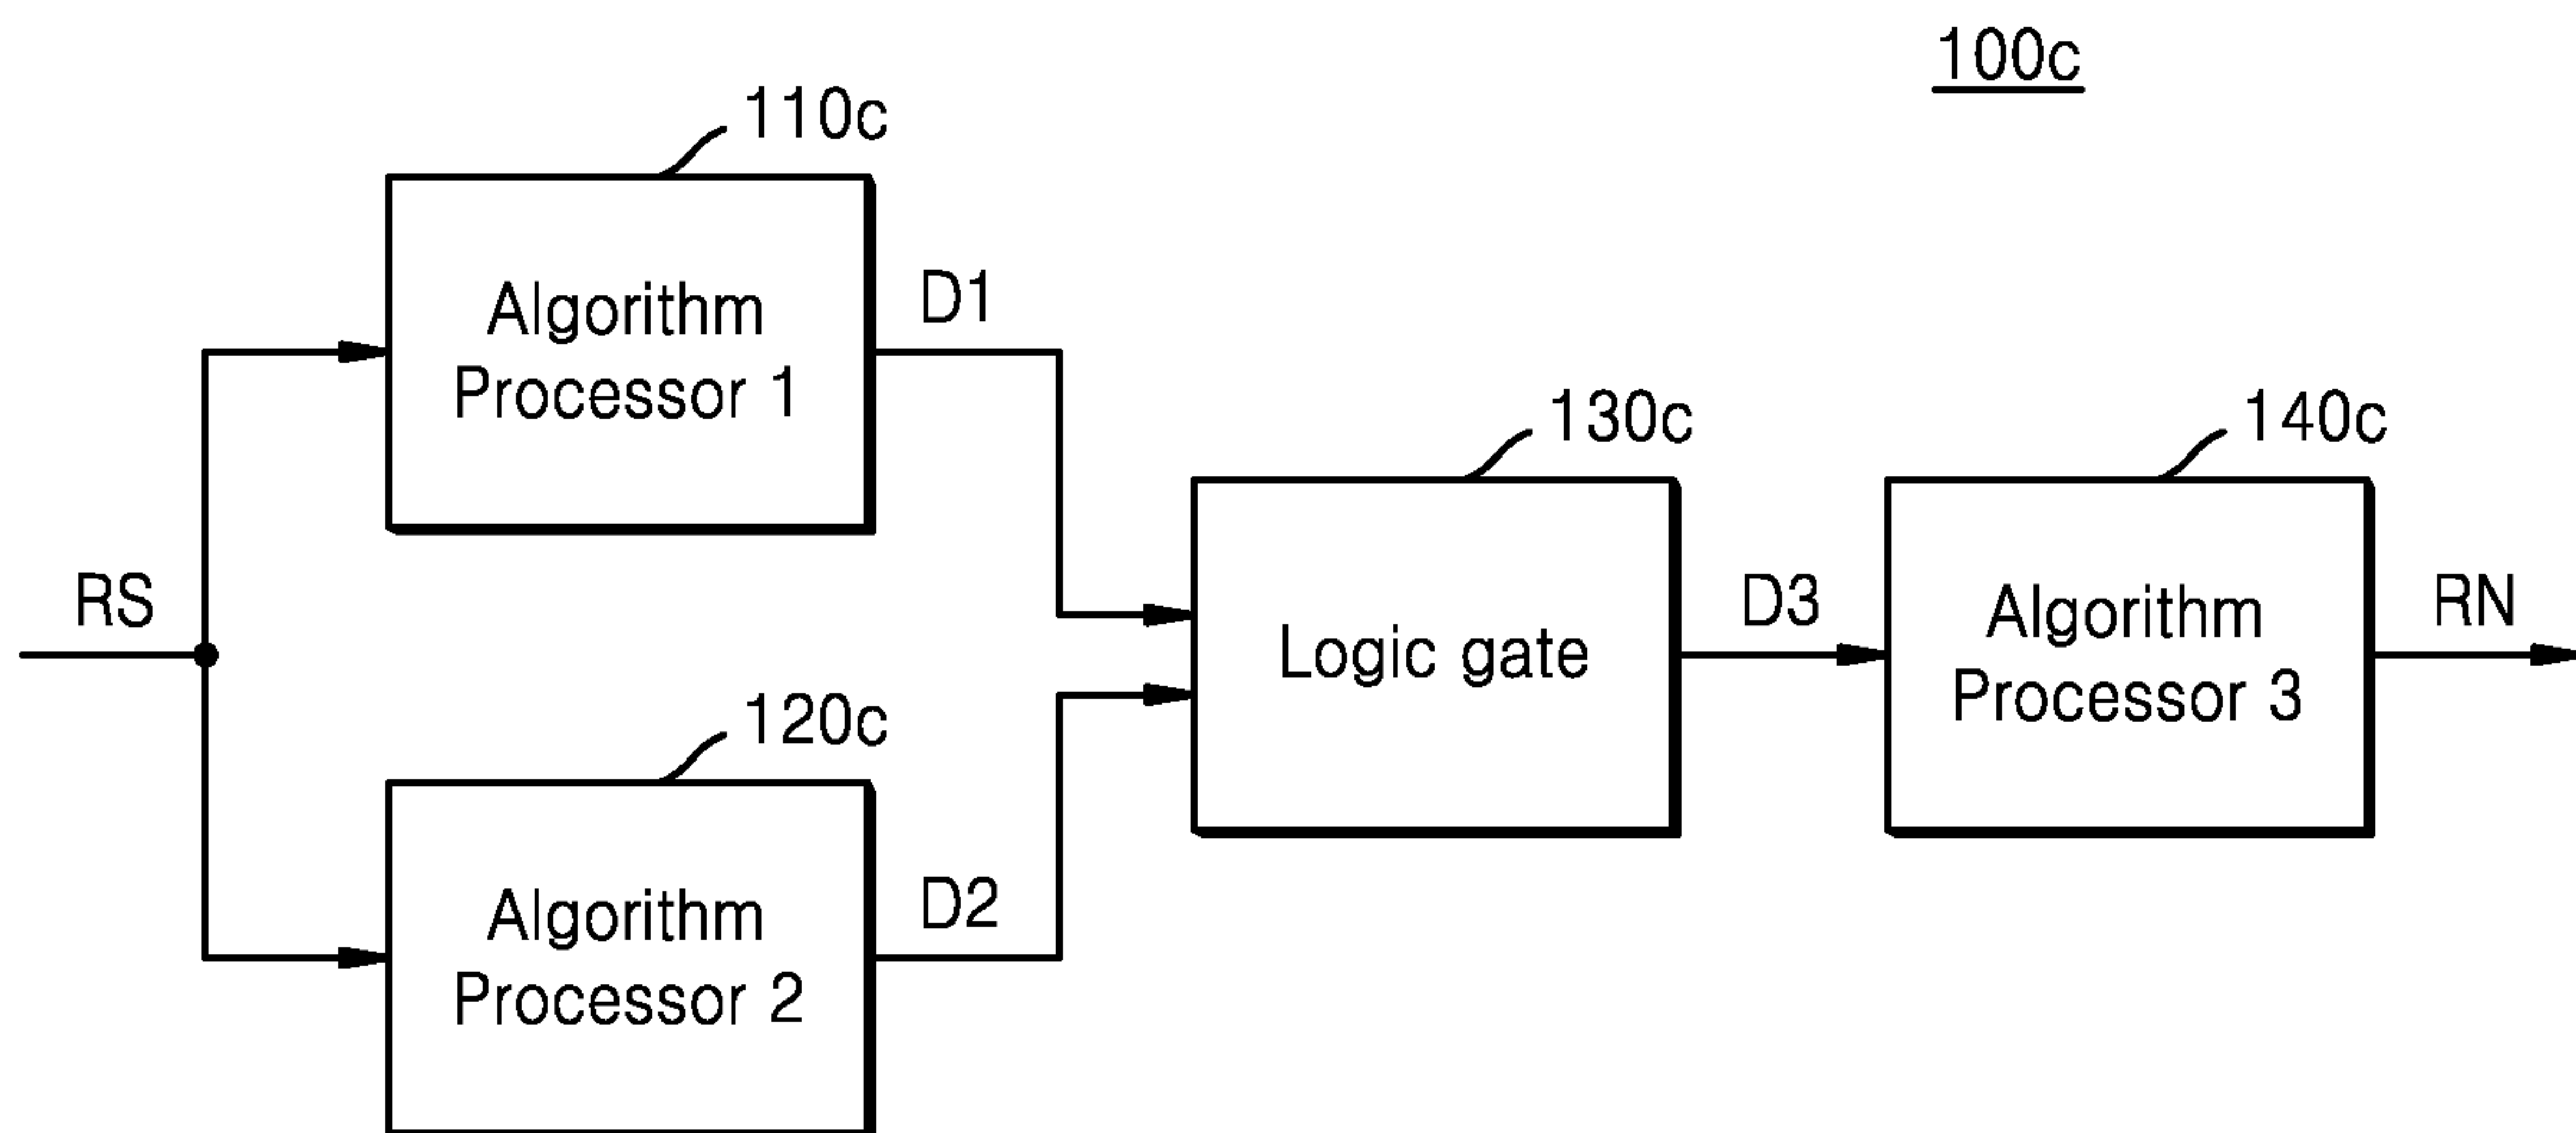 100c
110c
Algorithm
Processor 1
D1
RS
120c
Algorithm
Processor 2
D2
130c
Logic gate
D3
140c
Algorithm
Processor 3
RN